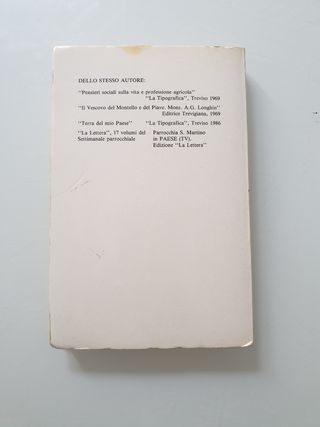 DELLO STESSO AUTORE:
"Pensieri sociali sulla vita e professione agricola"
"La Tipografica", Treviso 1969
"Il Vescovo del Montello e del Piave. Mons. A.G. Longhin"
Editrice Trevigiana, 1969
"Terra del mio Paese" "La Tipografica", Treviso 1986
"La Lettera", 17 volumi del Parrocchia S. Martino
Settimanale parrocchiale in PAESE (TV).
Edizione "La Lettera"